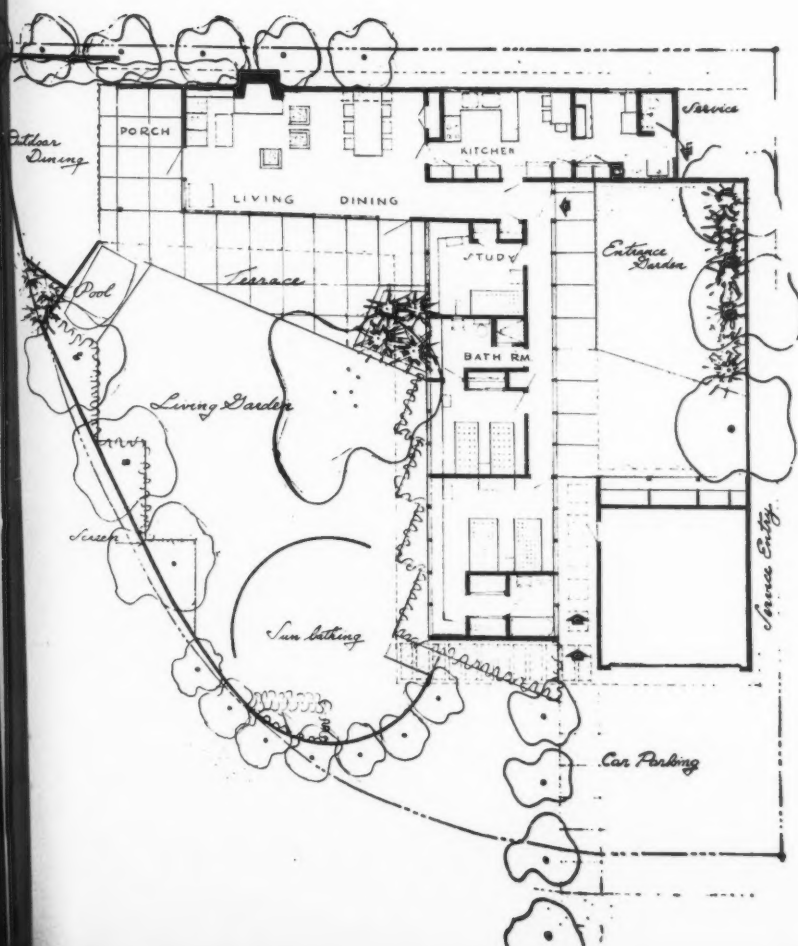 Service
PORCH
Outdoor
Dining
KITCHEN
LIVING
DINING
STUDY
Entrance
Garden
Terrace
Pool
BATH RM
Living Garden
Screen
Service Entry
Sun bathing
Car Parking